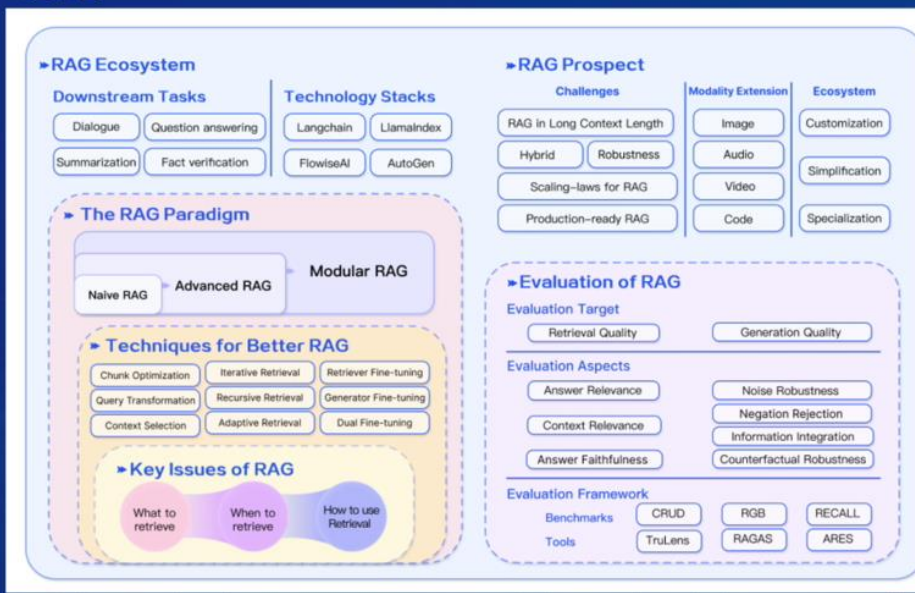 RAG Ecosystem
Downstream Tasks
Dialogue
Question answering
Summarization
Fact verification
Technology Stacks
Langchain
LlamaIndex
FlowiseAI
AutoGen
The RAG Paradigm
Naive RAG
Advanced RAG
Modular RAG
Techniques for Better RAG
Chunk Optimization
Iterative Retrieval
Retriever Fine-tuning
Query Transformation
Recursive Retrieval
Generator Fine-tuning
Context Selection
Adaptive Retrieval
Dual Fine-tuning
Key Issues of RAG
What to
retrieve
When to
retrieve
How to use
Retrieval
RAG Prospect
Challenges
RAG in Long Context Length
Hybrid
Robustness
Scaling-laws for RAG
Production-ready RAG
Modality Extension
Image
Audio
Video
Code
Ecosystem
Customization
Simplification
Specialization
Evaluation of RAG
Evaluation Target
Retrieval Quality
Generation Quality
Evaluation Aspects
Answer Relevance
Context Relevance
Answer Faithfulness
Noise Robustness
Negation Rejection
Information Integration
Counterfactual Robustness
Evaluation Framework
Benchmarks
CRUD
RGB
RECALL
Tools
TruLens
RAGAS
ARES